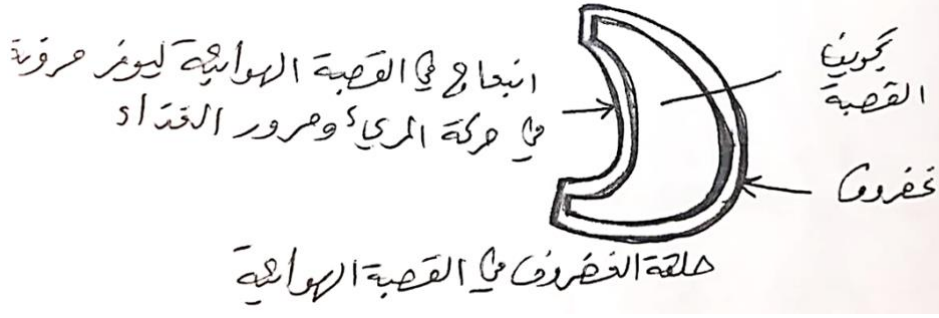 انبعاج في القصبة الهوائية ليوفر مرونة
في حركة المريء ومرور الغذاء
تجويف
القصبة
غضروف
حلقة الغضروف في القصبة الهوائية